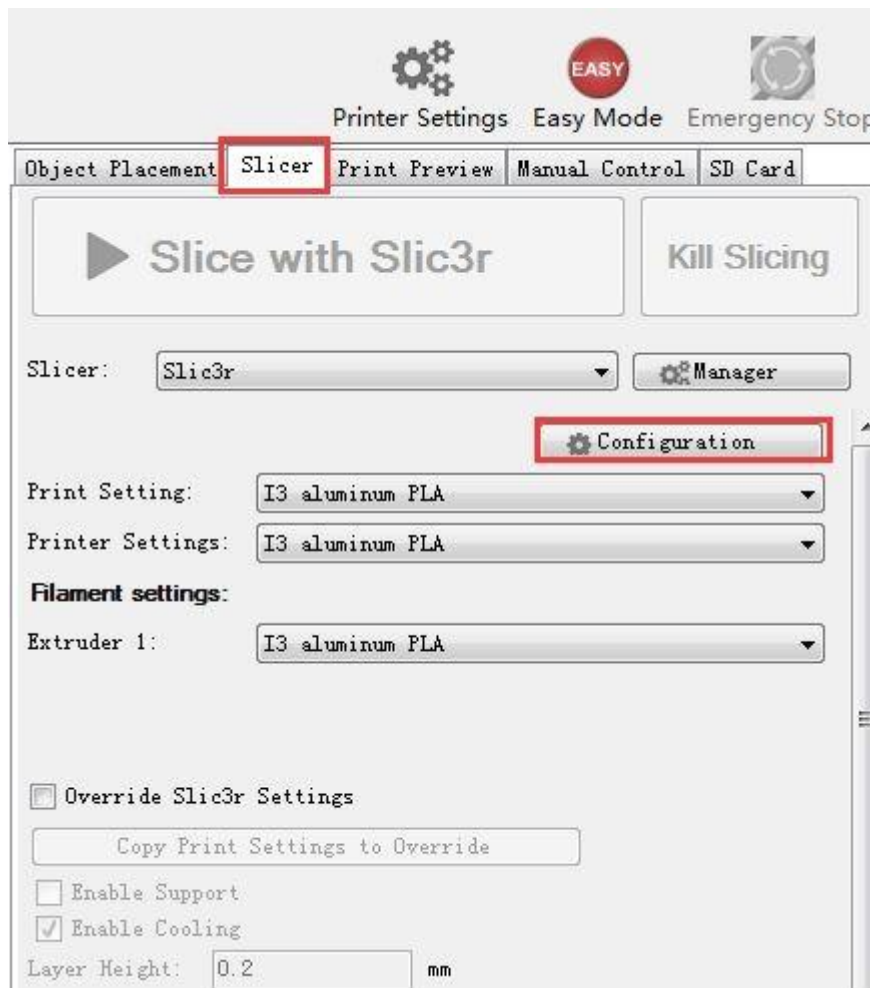 EASY
Printer Settings Easy Mode Emergency Stop
Object Placement Slicer Print Preview Manual Control SD Card
Slice with Slic3r Kill Slicing
Slicer: Slic3r Manager
Configuration
Print Setting: I3 aluminum PLA
Printer Settings: I3 aluminum PLA
Filament settings:
Extruder 1: I3 aluminum PLA
Override Slic3r Settings
Copy Print Settings to Override
Enable Support
Enable Cooling
Layer Height: 0.2 mm